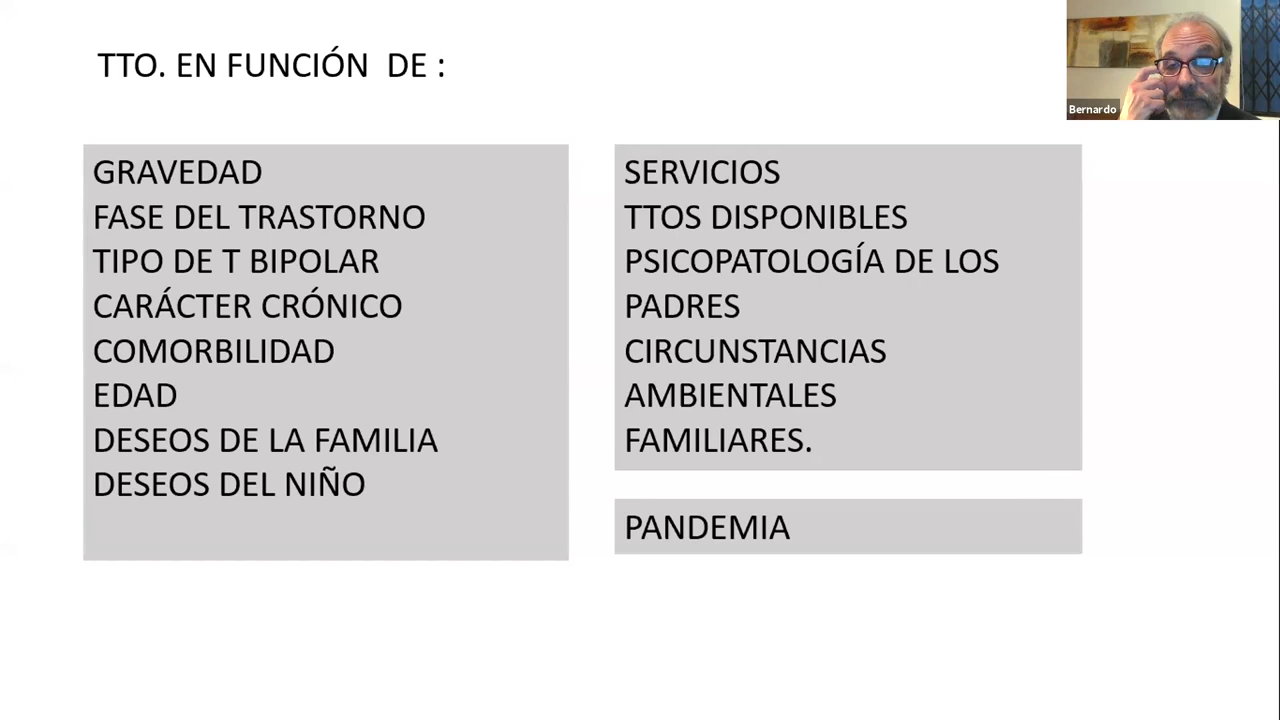 TTO. EN FUNCIÓN DE :
GRAVEDAD
FASE DEL TRASTORNO
TIPO DE T BIPOLAR
CARÁCTER CRÓNICO
COMORBILIDAD
EDAD
DESEOS DE LA FAMILIA
DESEOS DEL NIÑO
SERVICIOS
TTOS DISPONIBLES
PSICOPATOLOGÍA DE LOS
PADRES
CIRCUNSTANCIAS
AMBIENTALES
FAMILIARES.
PANDEMIA
Bernardo